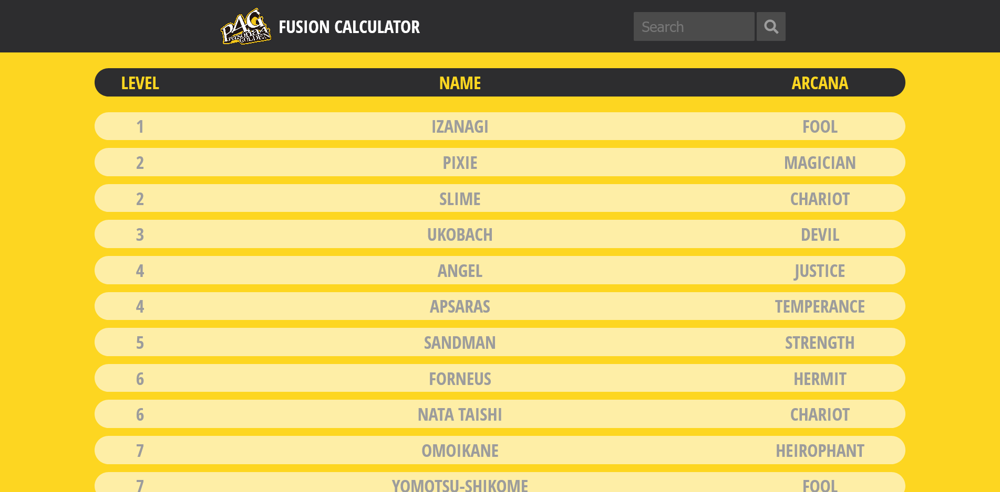 P4G
Persona 4
GOLDEN
FUSION CALCULATOR
Search
LEVEL NAME ARCANA
1 IZANAGI FOOL
2 PIXIE MAGICIAN
2 SLIME CHARIOT
3 UKOBACH DEVIL
4 ANGEL JUSTICE
4 APSARAS TEMPERANCE
5 SANDMAN STRENGTH
6 FORNEUS HERMIT
6 NATA TAISHI CHARIOT
7 OMOIKANE HEIROPHANT
7 YOMOTSU-SHIKOME FOOL